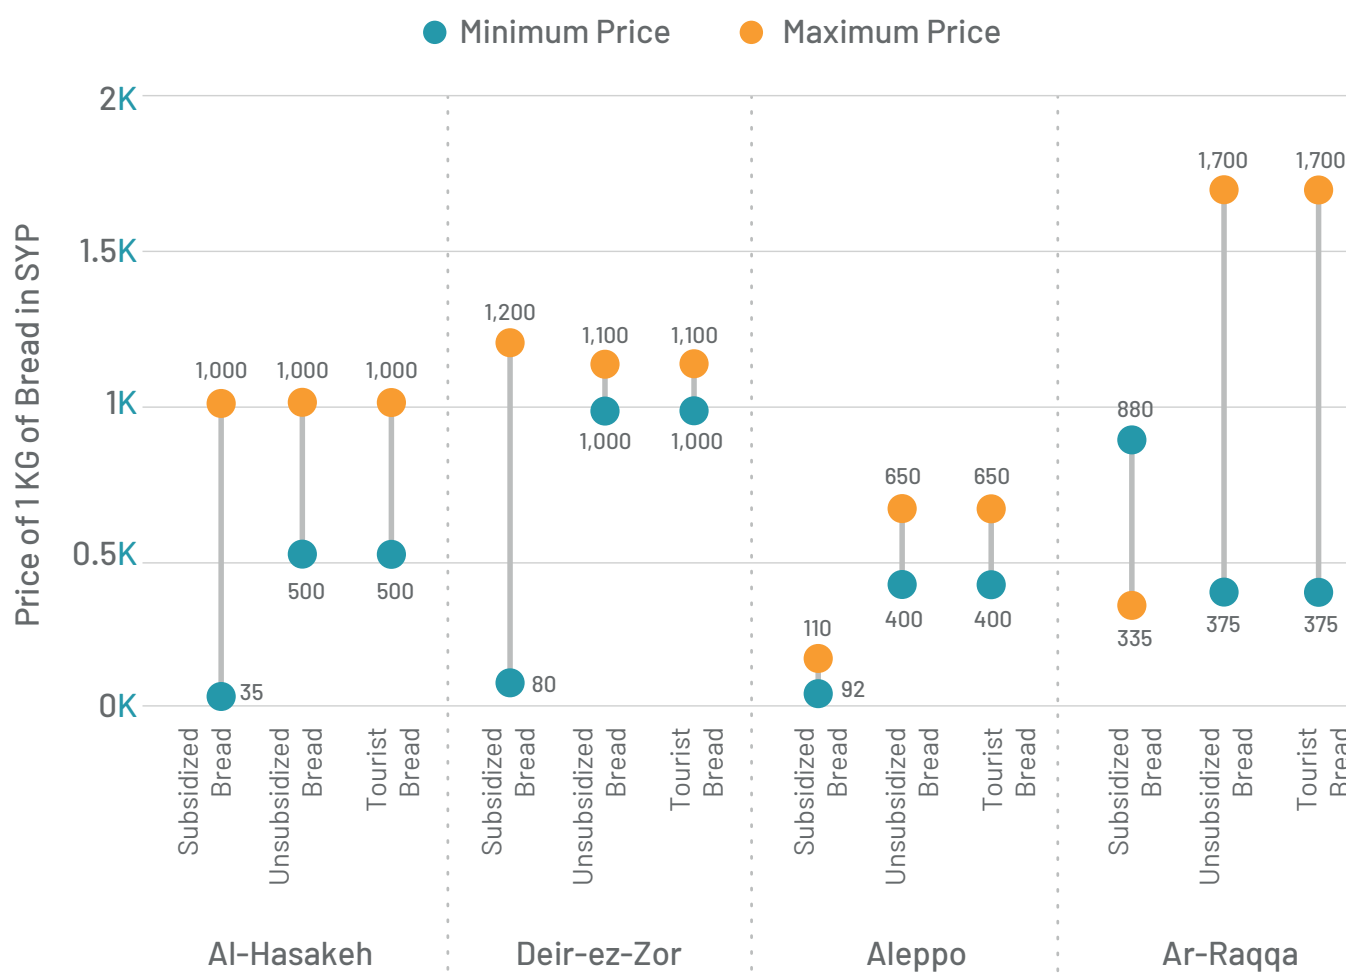 Minimum Price
Maximum Price
Price of 1 KG of Bread in SYP
2K
1.5K
1K
0.5K
0K
1,000
35
1,000
500
1,000
500
1,200
80
1,100
1,000
1,100
1,000
110
92
650
400
650
400
880
335
1,700
375
1,700
375
Subsidized
Bread
Unsubsidized
Bread
Tourist
Bread
Subsidized
Bread
Unsubsidized
Bread
Tourist
Bread
Subsidized
Bread
Unsubsidized
Bread
Tourist
Bread
Subsidized
Bread
Unsubsidized
Bread
Tourist
Bread
Al-Hasakeh
Deir-ez-Zor
Aleppo
Ar-Raqqa